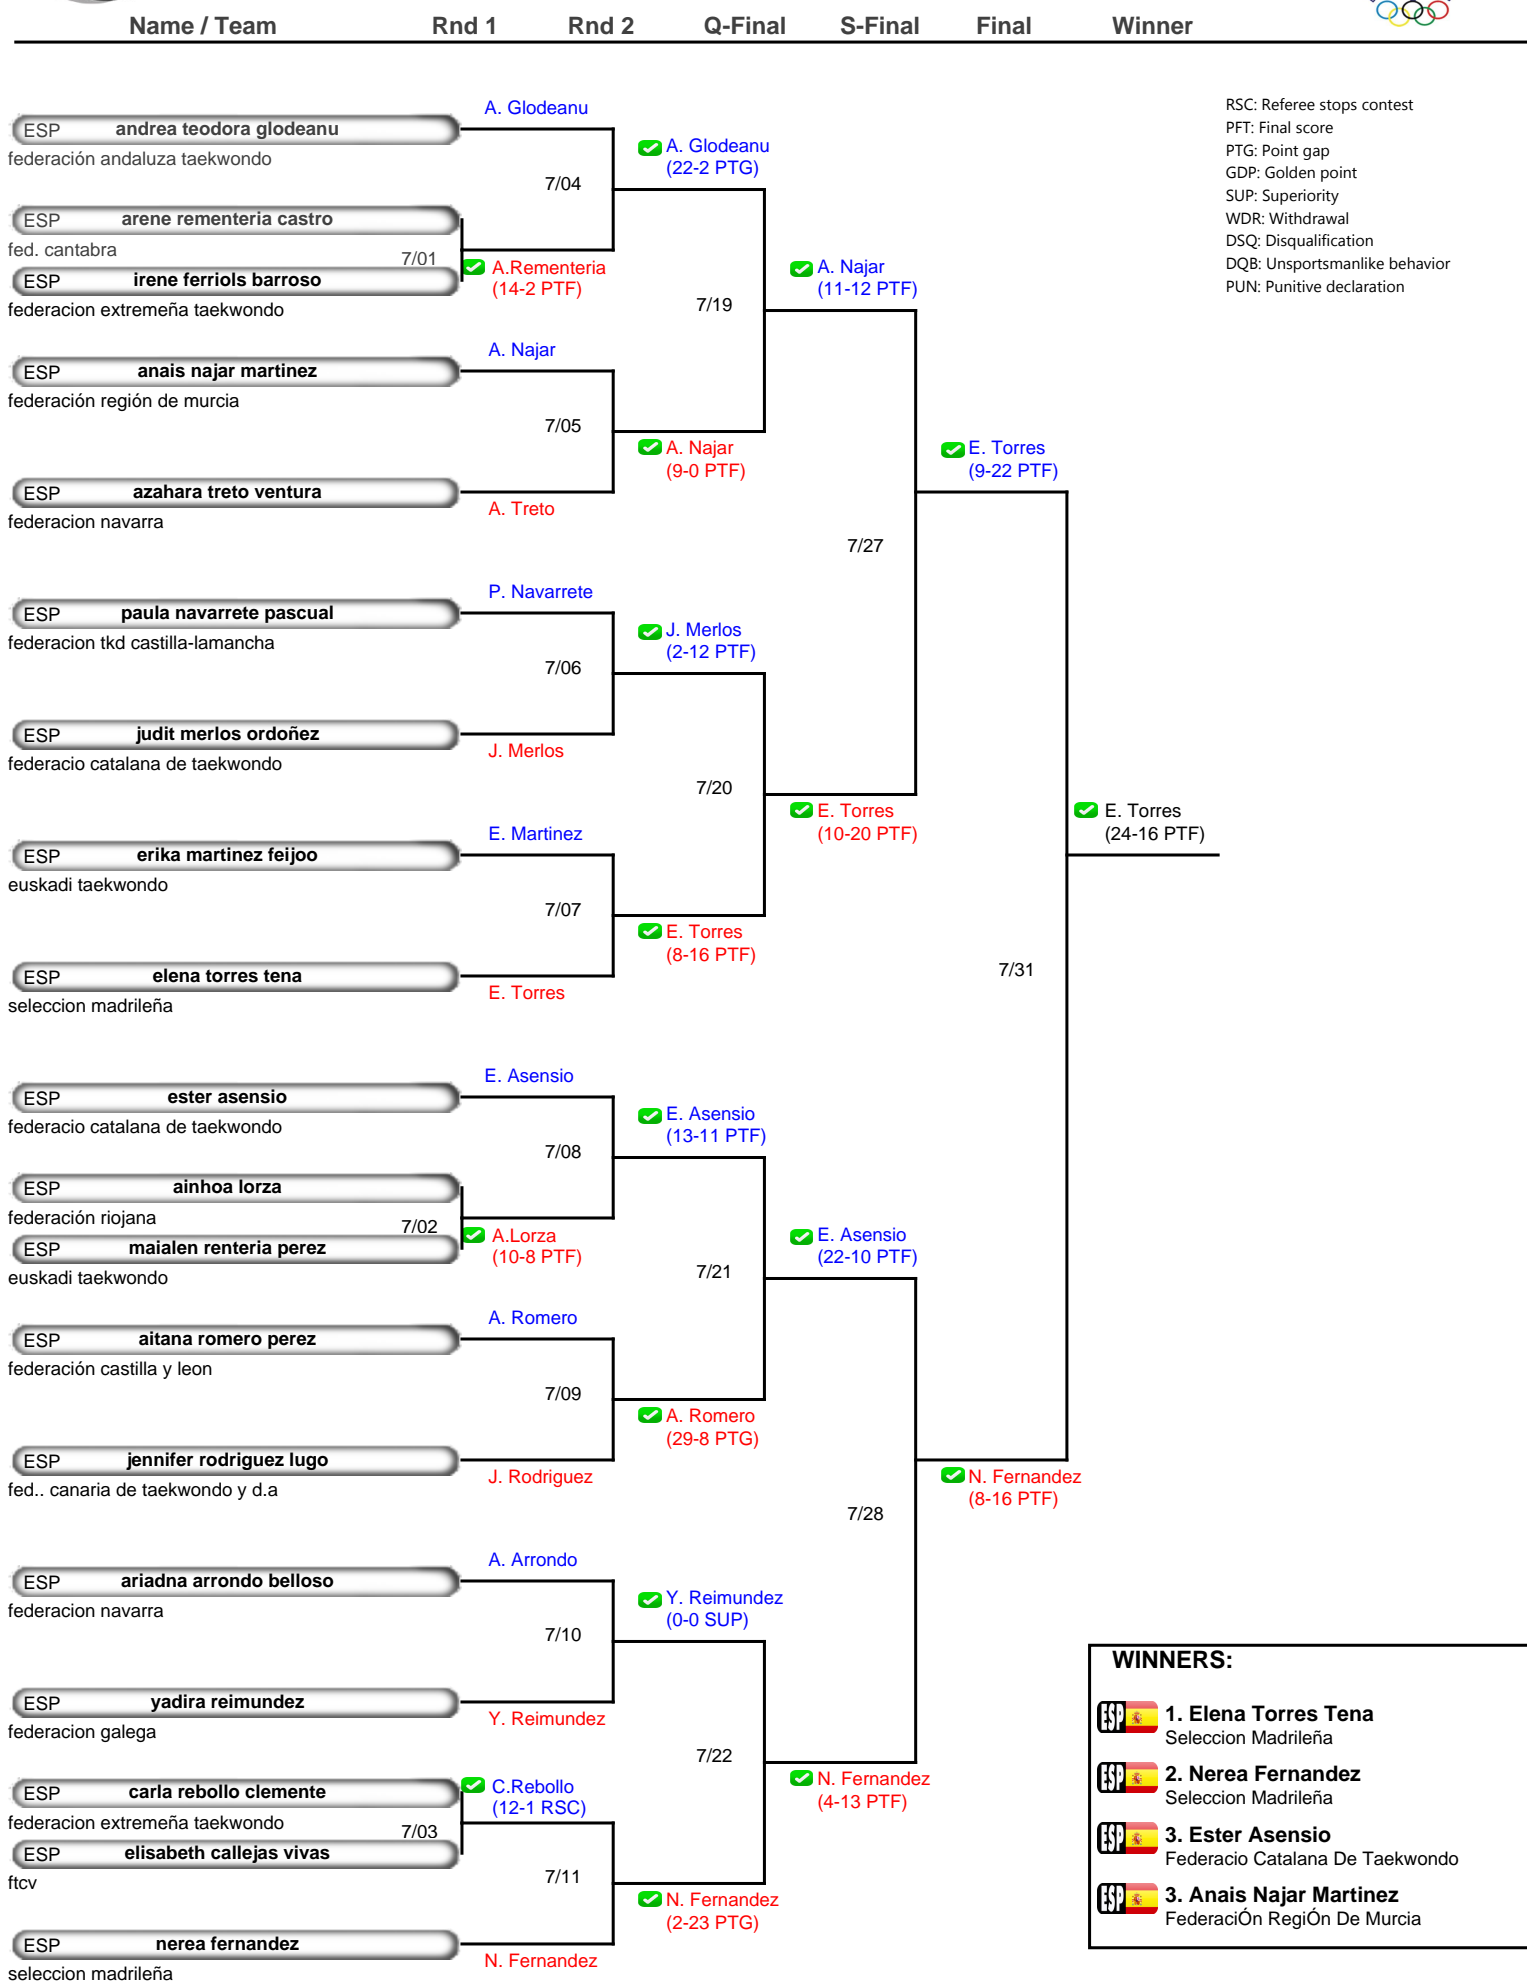 Name / Team Rnd 1 Rnd 2 Q-Final S-Final Final Winner
RSC: Referee stops contest
PFT: Final score
PTG: Point gap
GDP: Golden point
SUP: Superiority
WDR: Withdrawal
DSQ: Disqualification
DQB: Unsportsmanlike behavior
PUN: Punitive declaration
A. Glodeanu
ESP andrea teodora glodeanu
federación andaluza taekwondo
A. Glodeanu
(22-2 PTG)
7/04
ESP arene rementeria castro
fed. cantabra
7/01
A.Rementeria
(14-2 PTF)
ESP irene ferriols barroso
federacion extremeña taekwondo
A. Najar
(11-12 PTF)
7/19
A. Najar
ESP anais najar martinez
federación región de murcia
7/05
A. Najar
(9-0 PTF)
E. Torres
(9-22 PTF)
ESP azahara treto ventura
federacion navarra
A. Treto
7/27
P. Navarrete
ESP paula navarrete pascual
federacion tkd castilla-lamancha
J. Merlos
(2-12 PTF)
7/06
ESP judit merlos ordoñez
federacio catalana de taekwondo
J. Merlos
7/20
E. Torres
(10-20 PTF)
E. Torres
(24-16 PTF)
E. Martinez
ESP erika martinez feijoo
euskadi taekwondo
7/07
E. Torres
(8-16 PTF)
ESP elena torres tena
seleccion madrileña
E. Torres
7/31
E. Asensio
ESP ester asensio
federacio catalana de taekwondo
E. Asensio
(13-11 PTF)
7/08
ESP ainhoa lorza
federación riojana
7/02
A.Lorza
(10-8 PTF)
ESP maialen renteria perez
euskadi taekwondo
E. Asensio
(22-10 PTF)
7/21
A. Romero
ESP aitana romero perez
federación castilla y leon
7/09
A. Romero
(29-8 PTG)
ESP jennifer rodriguez lugo
fed.. canaria de taekwondo y d.a
J. Rodriguez
N. Fernandez
(8-16 PTF)
7/28
A. Arrondo
ESP ariadna arrondo belloso
federacion navarra
Y. Reimundez
(0-0 SUP)
7/10
ESP yadira reimundez
federacion galega
Y. Reimundez
7/22
N. Fernandez
(4-13 PTF)
ESP carla rebollo clemente
federacion extremeña taekwondo
7/03
C.Rebollo
(12-1 RSC)
ESP elisabeth callejas vivas
ftcv
7/11
N. Fernandez
(2-23 PTG)
ESP nerea fernandez
seleccion madrileña
N. Fernandez
WINNERS:
ESP 1. Elena Torres Tena
Seleccion Madrileña
ESP 2. Nerea Fernandez
Seleccion Madrileña
ESP 3. Ester Asensio
Federacio Catalana De Taekwondo
ESP 3. Anais Najar Martinez
FederaciÓn RegiÓn De Murcia